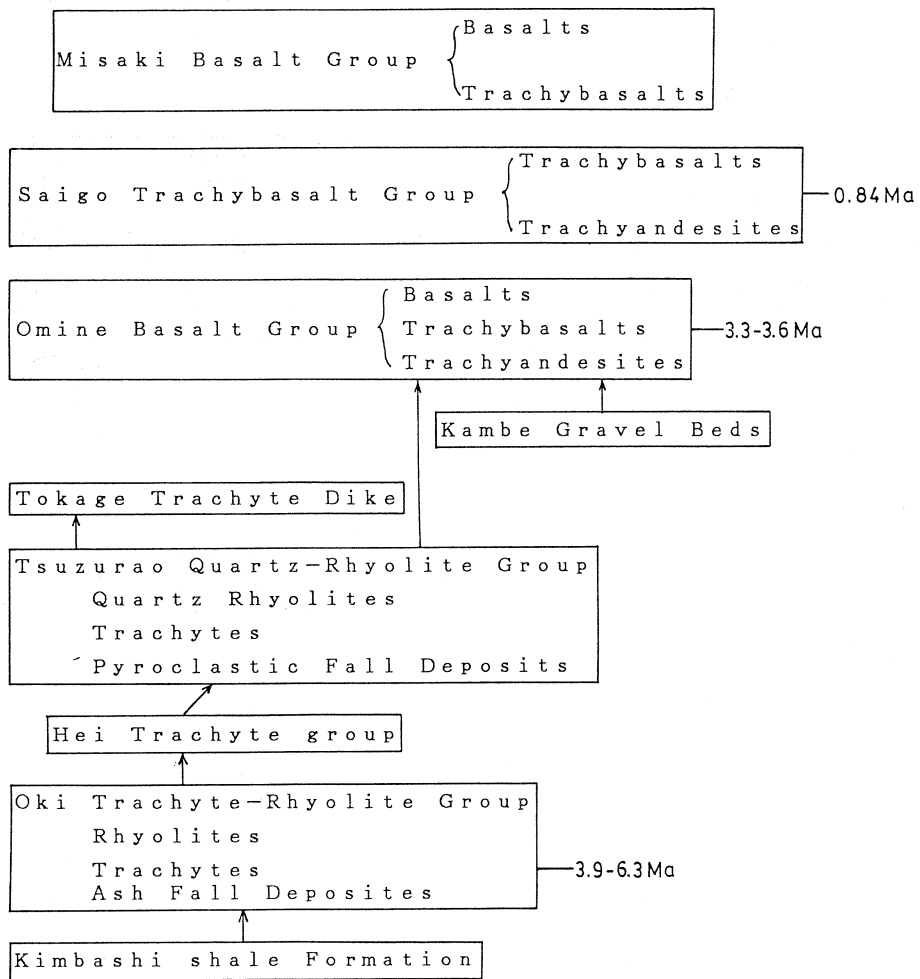 Basalts
Misaki Basalt Group
Trachybasalts
Trachybasalts
Saigo Trachybasalt Group
0.84Ma
Trachyandesites
Basalts
Omine Basalt Group
Trachybasalts
3.3-3.6Ma
Trachyandesites
Kambe Gravel Beds
Tokage Trachyte Dike
Tsuzurao Quartz-Rhyolite Group
Quartz Rhyolites
Trachytes
Pyroclastic Fall Deposits
Hei Trachyte group
Oki Trachyte-Rhyolite Group
Rhyolites
Trachytes
3.9-6.3Ma
Ash Fall Deposites
Kimbashi shale Formation